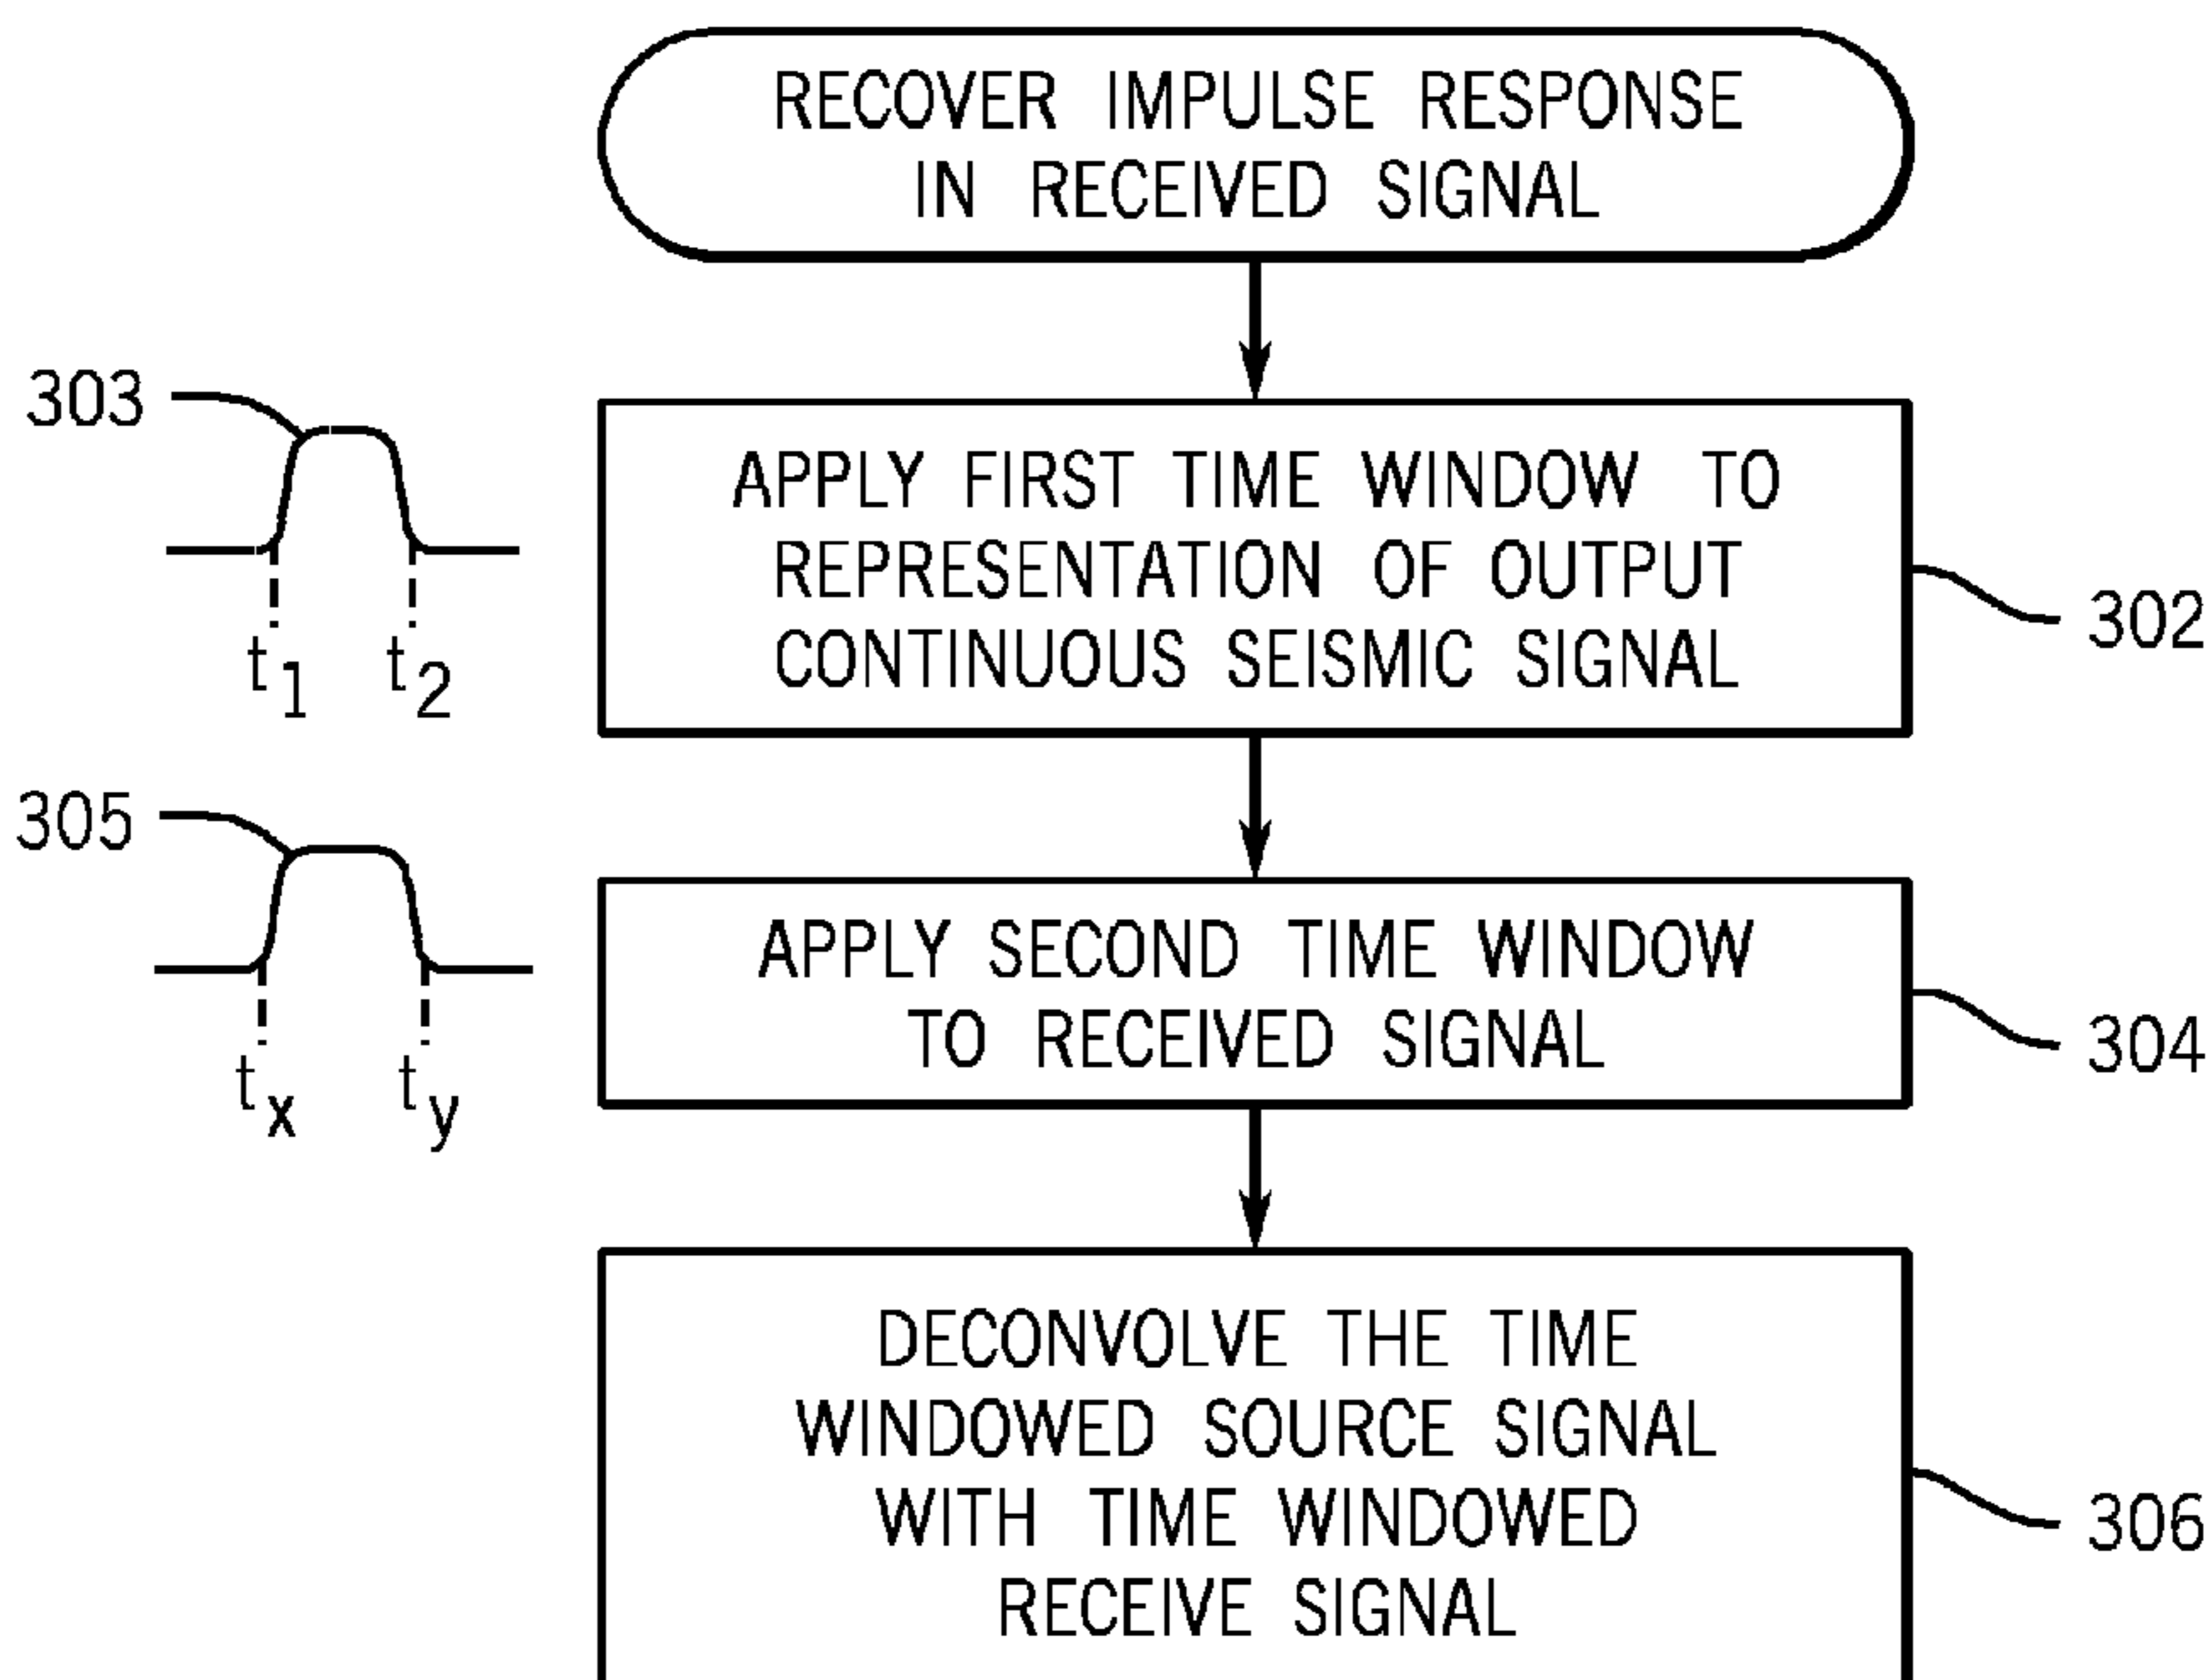 RECOVER IMPULSE RESPONSE
IN RECEIVED SIGNAL
303
APPLY FIRST TIME WINDOW TO
REPRESENTATION OF OUTPUT
CONTINUOUS SEISMIC SIGNAL
302
t1 t2
305
APPLY SECOND TIME WINDOW
TO RECEIVED SIGNAL
304
tx ty
DECONVOLVE THE TIME
WINDOWED SOURCE SIGNAL
WITH TIME WINDOWED
RECEIVE SIGNAL
306